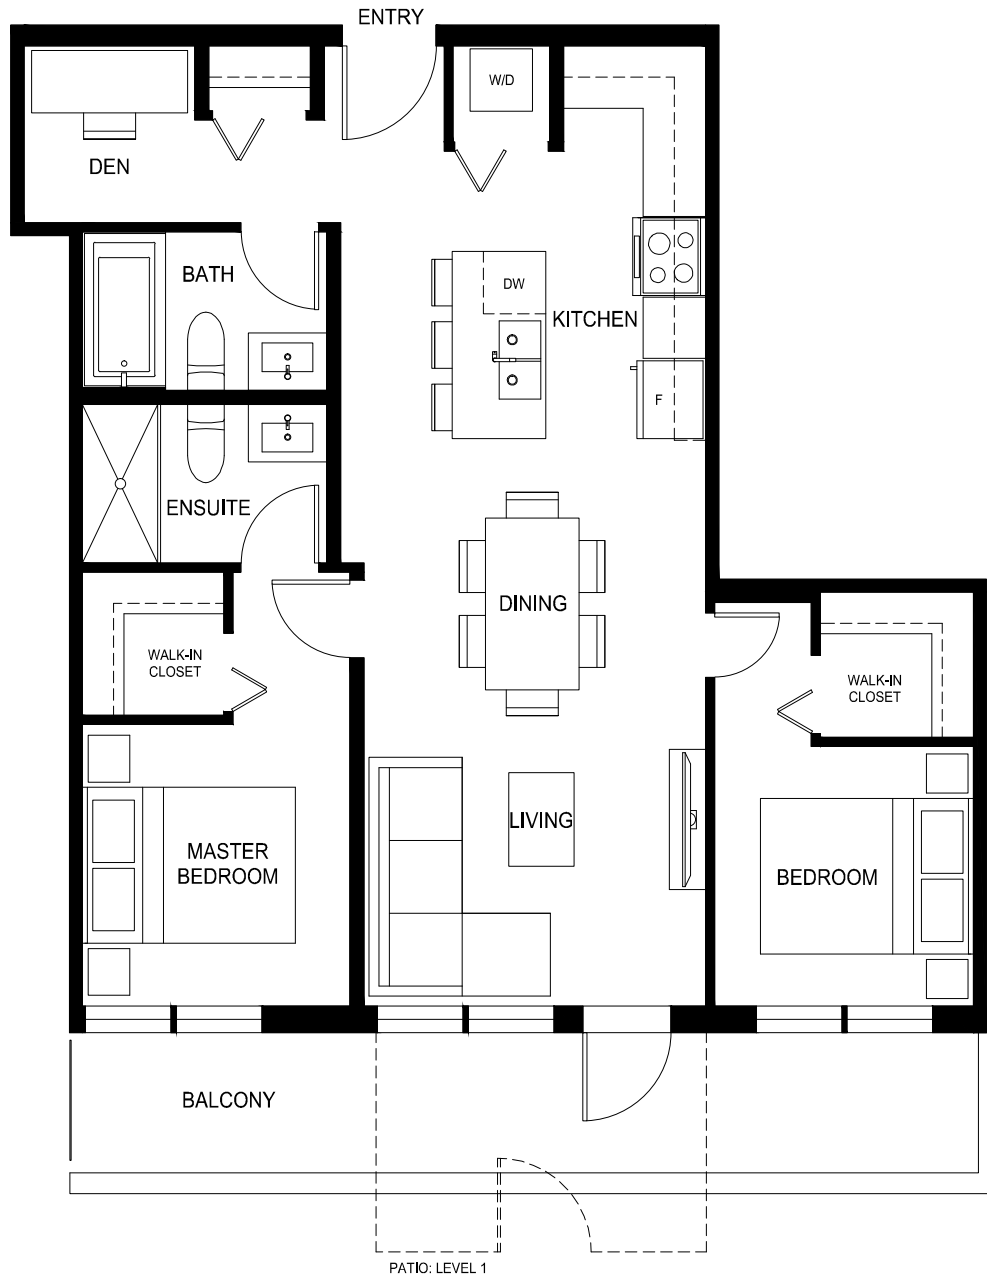 ENTRY
W/D
DEN
BATH
DW
KITCHEN
F
ENSUITE
DINING
WALK-IN
CLOSET
WALK-IN
CLOSET
LIVING
MASTER
BEDROOM
BEDROOM
BALCONY
PATIO: LEVEL 1